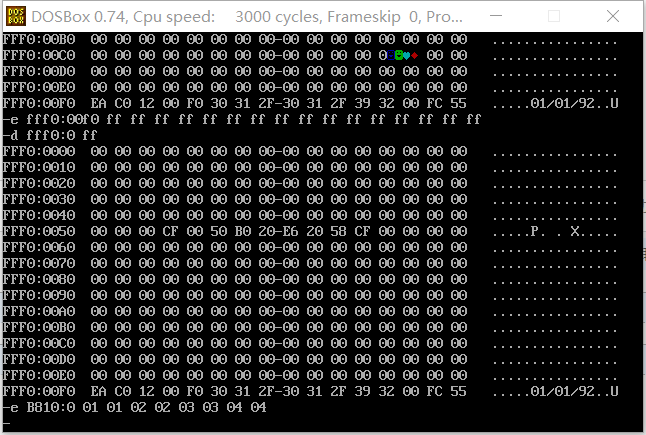 DOSBox 0.74, Cpu speed: 3000 cycles, Frameskip 0, Pro...
FFF0:00B0 00 00 00 00 00 00 00 00-00 00 00 00 00 00 00 00 ................
FFF0:00C0 00 00 00 00 00 00 00 00-00 00 00 00 0☺☻♥♦ 00 00 ................
FFF0:00D0 00 00 00 00 00 00 00 00-00 00 00 00 00 00 00 00 ................
FFF0:00E0 00 00 00 00 00 00 00 00-00 00 00 00 00 00 00 00 ................
FFF0:00F0 EA C0 12 00 F0 30 31 2F-30 31 2F 39 32 00 FC 55 .....01/01/92..U
-e fff0:00f0 ff ff ff ff ff ff ff ff ff ff ff ff ff ff ff ff
-d fff0:0 ff
FFF0:0000 00 00 00 00 00 00 00 00-00 00 00 00 00 00 00 00 ................
FFF0:0010 00 00 00 00 00 00 00 00-00 00 00 00 00 00 00 00 ................
FFF0:0020 00 00 00 00 00 00 00 00-00 00 00 00 00 00 00 00 ................
FFF0:0030 00 00 00 00 00 00 00 00-00 00 00 00 00 00 00 00 ................
FFF0:0040 00 00 00 00 00 00 00 00-00 00 00 00 00 00 00 00 ................
FFF0:0050 00 00 00 CF 00 50 B0 20-E6 20 58 CF 00 00 00 00 .....P. . X.....
FFF0:0060 00 00 00 00 00 00 00 00-00 00 00 00 00 00 00 00 ................
FFF0:0070 00 00 00 00 00 00 00 00-00 00 00 00 00 00 00 00 ................
FFF0:0080 00 00 00 00 00 00 00 00-00 00 00 00 00 00 00 00 ................
FFF0:0090 00 00 00 00 00 00 00 00-00 00 00 00 00 00 00 00 ................
FFF0:00A0 00 00 00 00 00 00 00 00-00 00 00 00 00 00 00 00 ................
FFF0:00B0 00 00 00 00 00 00 00 00-00 00 00 00 00 00 00 00 ................
FFF0:00C0 00 00 00 00 00 00 00 00-00 00 00 00 00 00 00 00 ................
FFF0:00D0 00 00 00 00 00 00 00 00-00 00 00 00 00 00 00 00 ................
FFF0:00E0 00 00 00 00 00 00 00 00-00 00 00 00 00 00 00 00 ................
FFF0:00F0 EA C0 12 00 F0 30 31 2F-30 31 2F 39 32 00 FC 55 .....01/01/92..U
-e B810:0 01 01 02 02 03 03 04 04
-